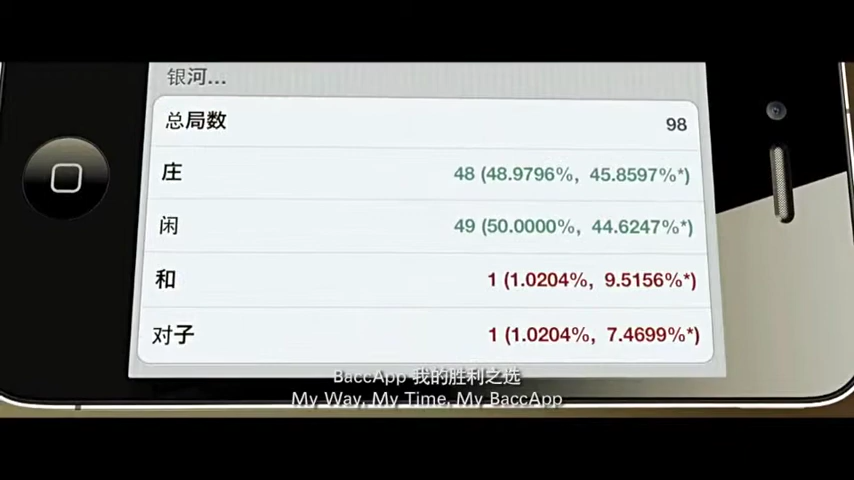 银河...
总局数 98
庄 48 (48.9796%, 45.8597%*)
闲 49 (50.0000%, 44.6247%*)
和 1 (1.0204%, 9.5156%*)
对子 1 (1.0204%, 7.4699%*)
BaccApp 我的胜利之选
My Way, My Time, My BaccApp